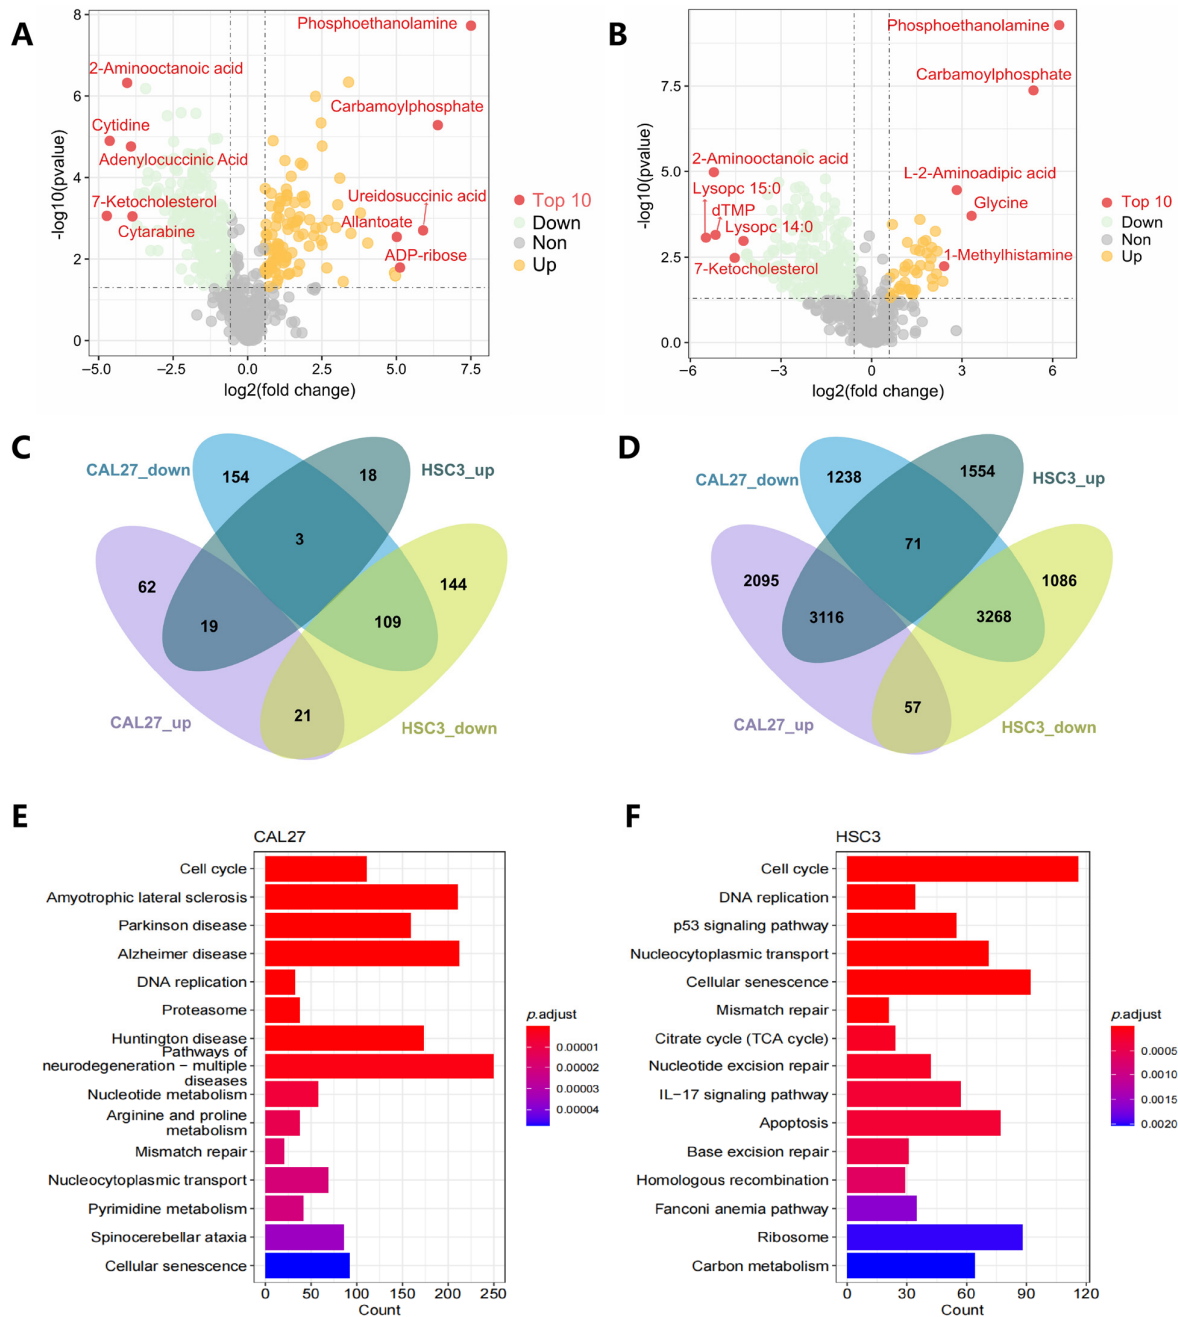 A
Phosphoethanolamine
2-Aminooctanoic acid
Carbamoylphosphate
Cytidine
Adenylocuccinic Acid
7-Ketocholesterol
Cytarabine
Ureidosuccinic acid
Allantoate
ADP-ribose
8
6
4
2
0
-log10(pvalue)
−5.0
−2.5
0.0
2.5
5.0
7.5
log2(fold change)
Top 10
Down
Non
Up
B
Phosphoethanolamine
Carbamoylphosphate
2-Aminooctanoic acid
L-2-Aminoadipic acid
Lysopc 15:0
Glycine
dTMP
Lysopc 14:0
1-Methylhistamine
7-Ketocholesterol
7.5
5.0
2.5
0.0
-log10(pvalue)
−6
−3
0
3
6
log2(fold change)
Top 10
Down
Non
Up
C
CAL27_down
HSC3_up
CAL27_up
HSC3_down
154
18
3
62
144
19
109
21
D
CAL27_down
HSC3_up
CAL27_up
HSC3_down
1238
1554
71
2095
1086
3116
3268
57
E
CAL27
Cell cycle
Amyotrophic lateral sclerosis
Parkinson disease
Alzheimer disease
DNA replication
Proteasome
Huntington disease
Pathways of
neurodegeneration − multiple
diseases
Nucleotide metabolism
Arginine and proline
metabolism
Mismatch repair
Nucleocytoplasmic transport
Pyrimidine metabolism
Spinocerebellar ataxia
Cellular senescence
0
50
100
150
200
250
Count
p.adjust
0.00001
0.00002
0.00003
0.00004
F
HSC3
Cell cycle
DNA replication
p53 signaling pathway
Nucleocytoplasmic transport
Cellular senescence
Mismatch repair
Citrate cycle (TCA cycle)
Nucleotide excision repair
IL−17 signaling pathway
Apoptosis
Base excision repair
Homologous recombination
Fanconi anemia pathway
Ribosome
Carbon metabolism
0
30
60
90
120
Count
p.adjust
0.0005
0.0010
0.0015
0.0020